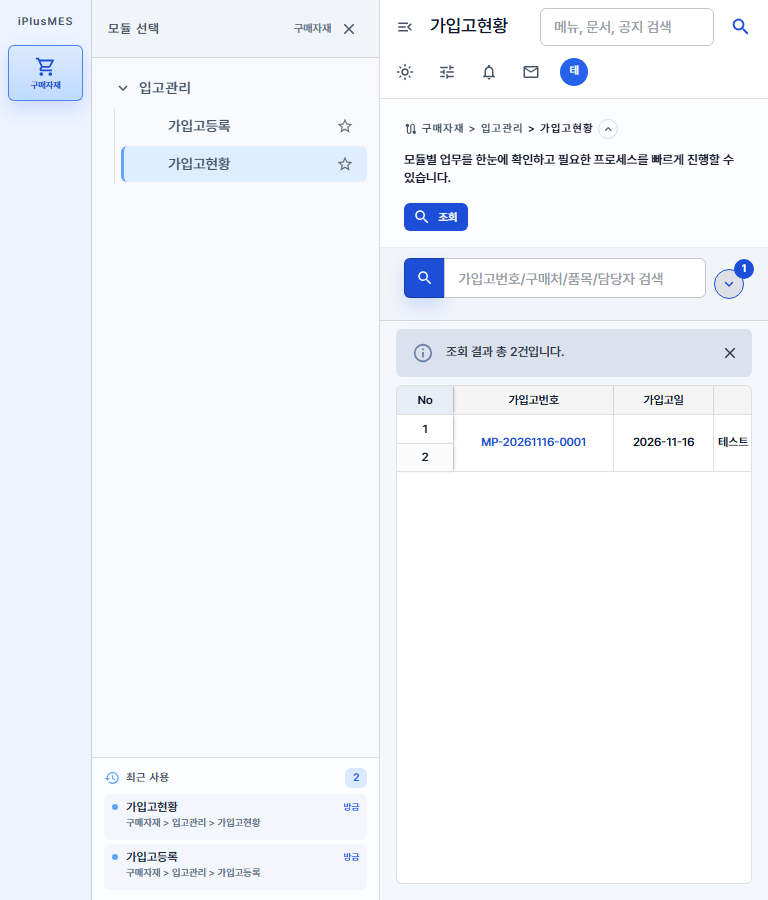 iPlusMES
구매자재
모듈 선택
구매자재
입고관리
가입고등록
가입고현황
최근 사용
2
가입고현황
방금
구매자재 > 입고관리 > 가입고현황
가입고등록
방금
구매자재 > 입고관리 > 가입고등록
가입고현황
메뉴, 문서, 공지 검색
테
구매자재 > 입고관리 > 가입고현황
모듈별 업무를 한눈에 확인하고 필요한 프로세스를 빠르게 진행할 수
있습니다.
조회
가입고번호/구매처/품목/담당자 검색
1
조회 결과 총 2건입니다.
No 가입고번호 가입고일
1
MP-20261116-0001 2026-11-16 테스트
2